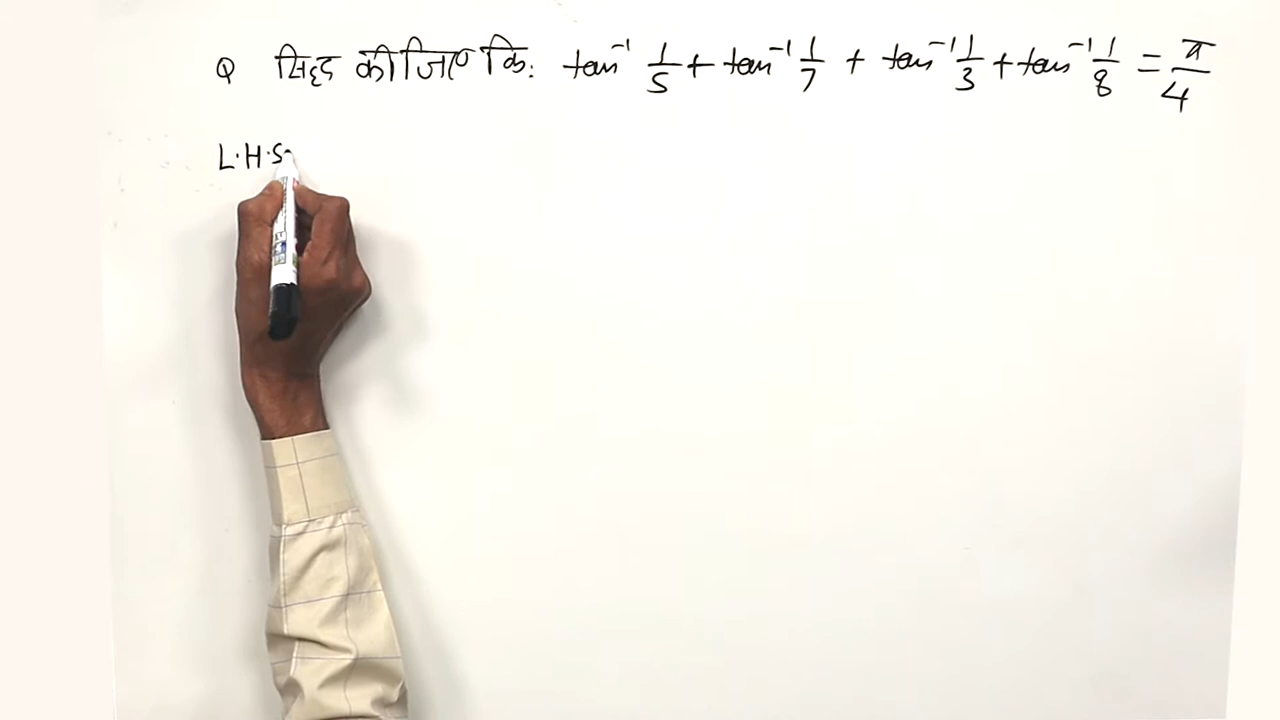 Q सिद्ध कीजिए कि: tan⁻¹ 1/5 + tan⁻¹ 1/7 + tan⁻¹ 1/3 + tan⁻¹ 1/8 = π/4
L.H.S.